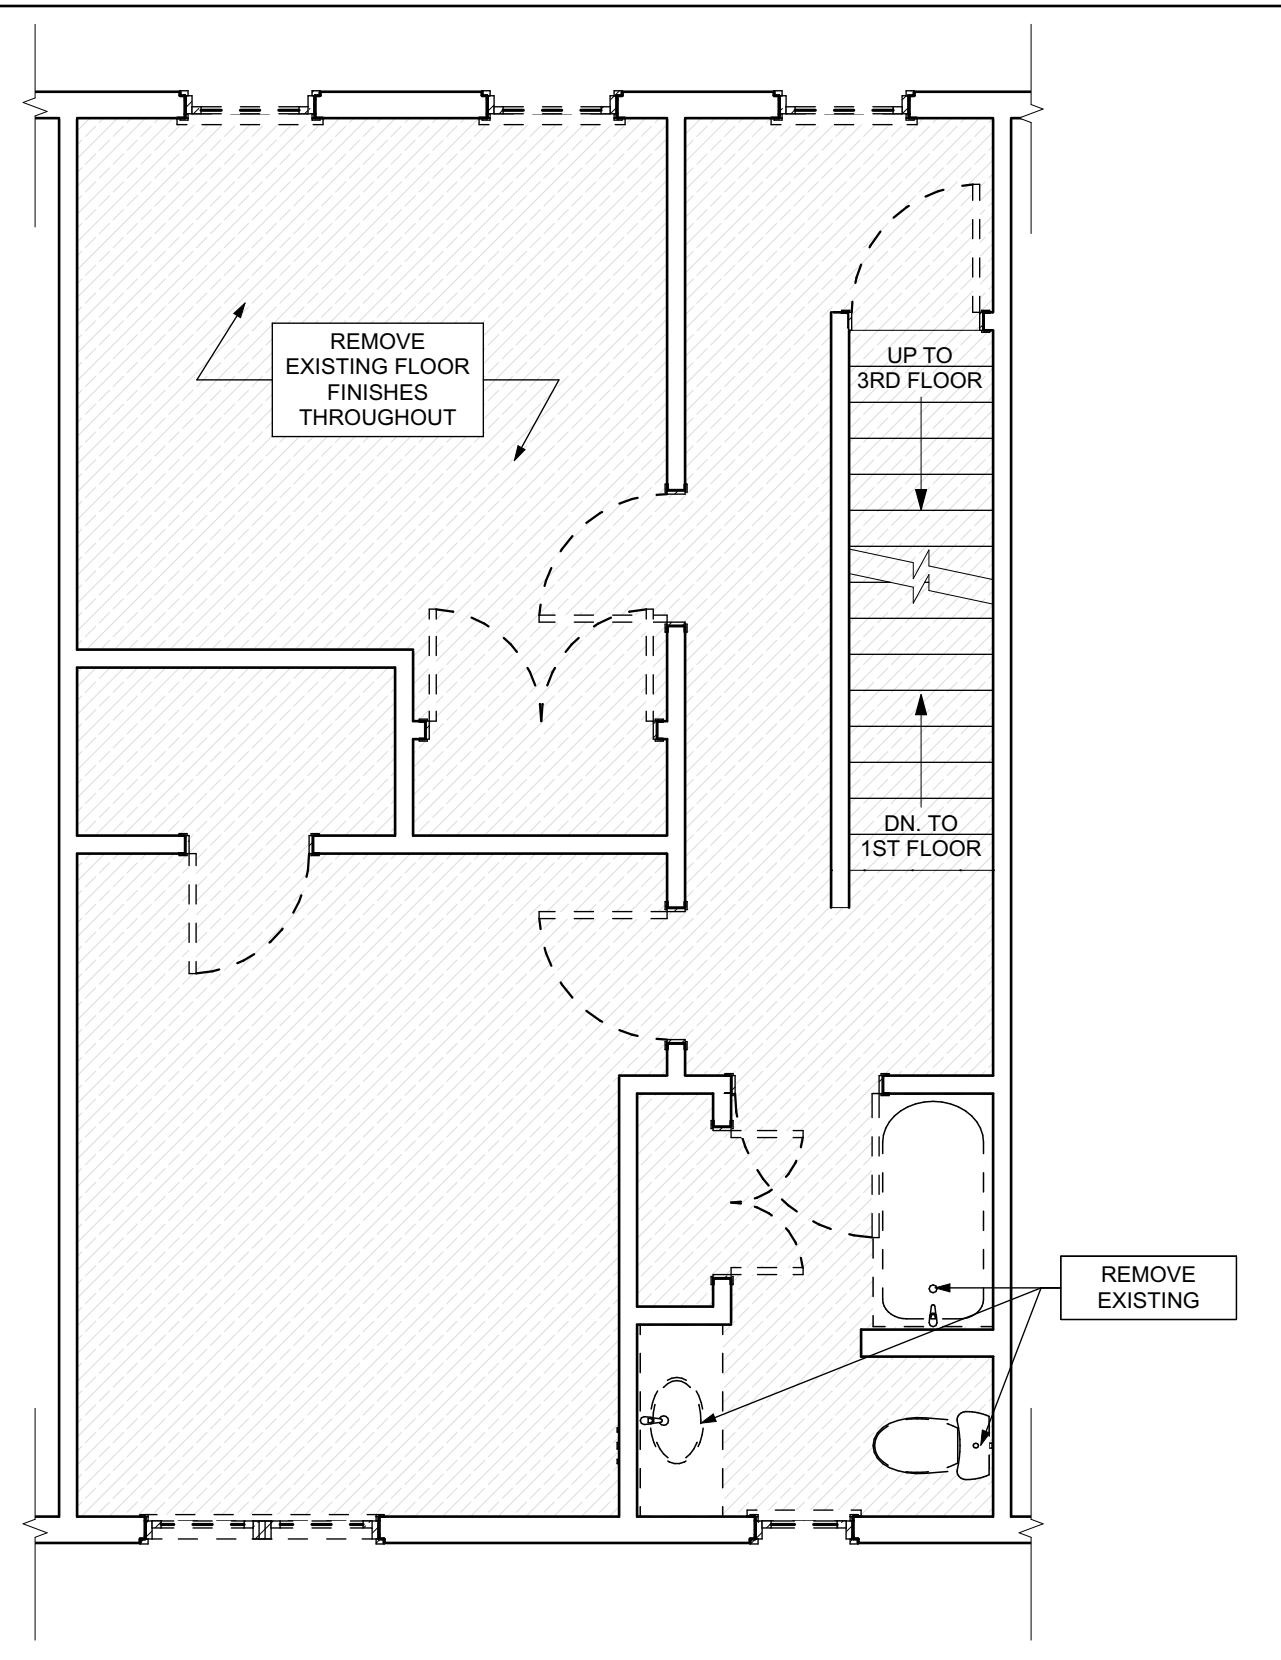 REMOVE
EXISTING FLOOR
FINISHES
THROUGHOUT
UP TO
3RD FLOOR
DN. TO
1ST FLOOR
REMOVE
EXISTING